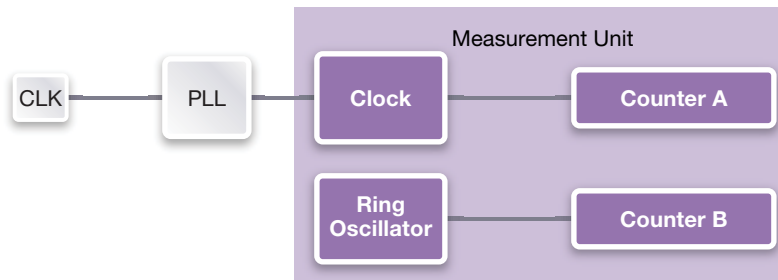 Measurement Unit
CLK
PLL
Clock
Counter A
Ring
Oscillator
Counter B